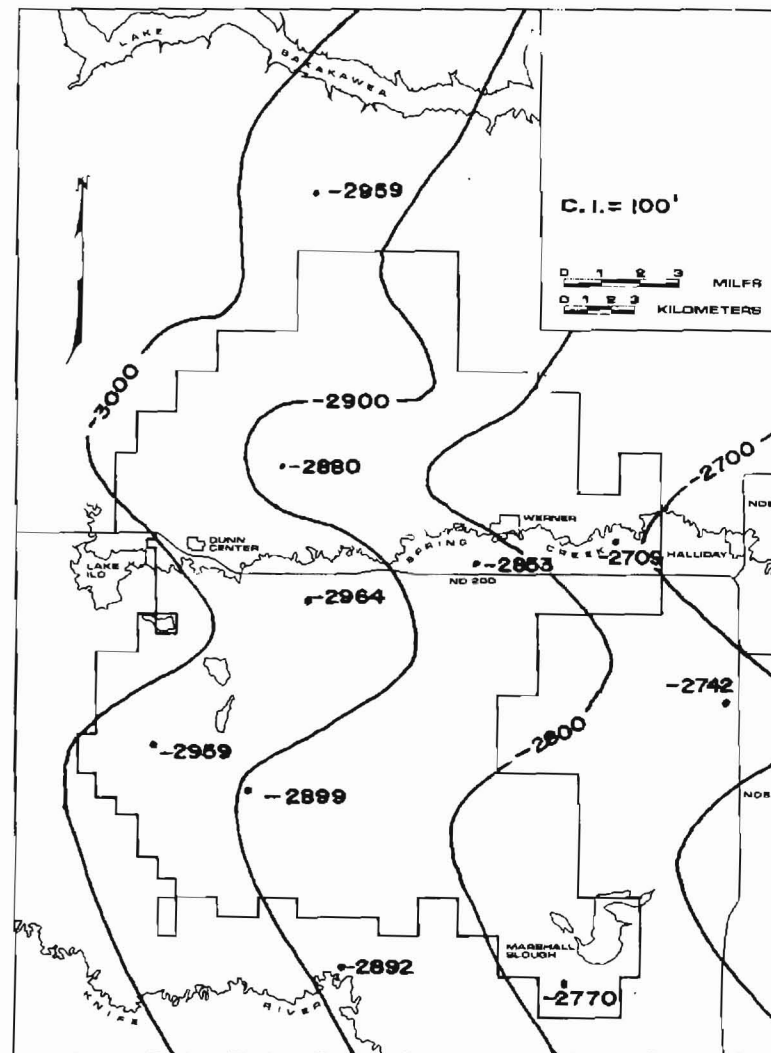 LAKE
SAKAKAWEA
N
-2959
C.I.= 100'
0 1 2 3 MILES
0 1 2 3 KILOMETERS
-3000
-2900
-2880
-2700
WERNER
DUNN
CENTER
SPRING CREEK
-2709
HALLIDAY
LAKE
ILO
-2853
ND 200
-2964
-2742
-2800
-2959
-2899
MARSHALL
SLOUGH
-2892
-2770
KNIFE RIVER